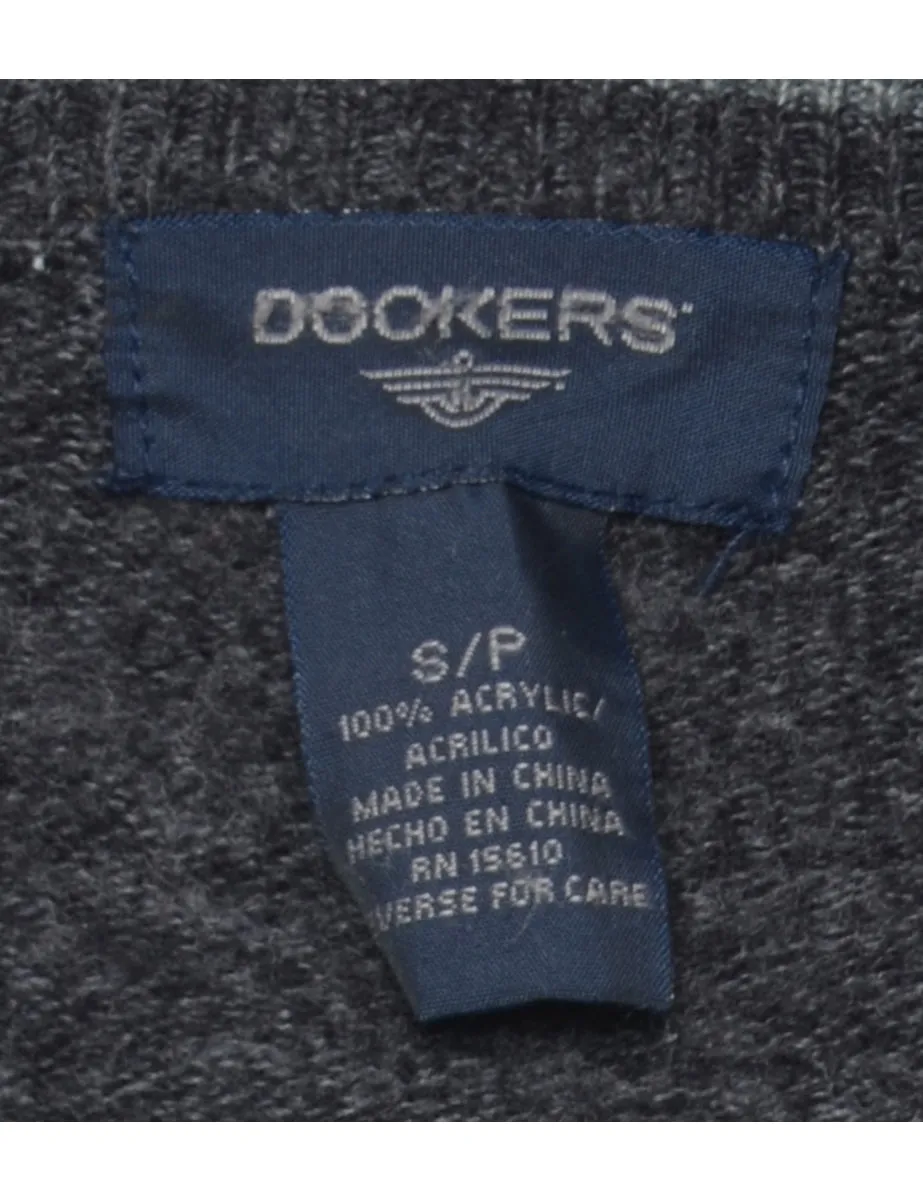 DOCKERS
S/P
100% ACRYLIC/
ACRILICO
MADE IN CHINA
HECHO EN CHINA
RN 15610
VERSE FOR CARE